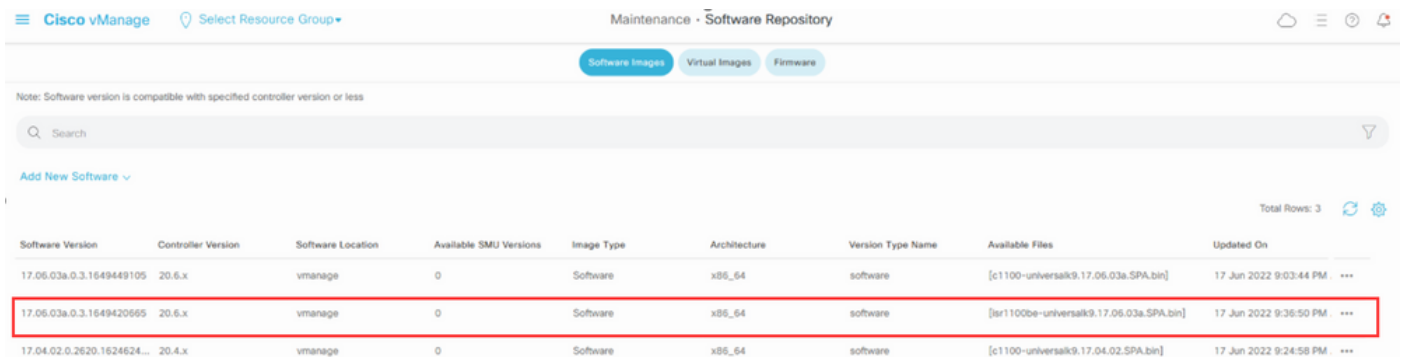 Cisco vManage
Select Resource Group
Maintenance · Software Repository
Software Images Virtual Images Firmware
Note: Software version is compatible with specified controller version or less
Search
Add New Software
Total Rows: 3
Software Version Controller Version Software Location Available SMU Versions Image Type Architecture Version Type Name Available Files Updated On
17.06.03a.0.3.1649449105 20.6.x vmanage 0 Software x86_64 software [c1100-universalk9.17.06.03a.SPA.bin] 17 Jun 2022 9:03:44 PM . •••
17.06.03a.0.3.1649420665 20.6.x vmanage 0 Software x86_64 software [isr1100be-universalk9.17.06.03a.SPA.bin] 17 Jun 2022 9:36:50 PM . •••
17.04.02.0.2620.1624624... 20.4.x vmanage 0 Software x86_64 software [c1100-universalk9.17.04.02.SPA.bin] 17 Jun 2022 9:24:58 PM . •••